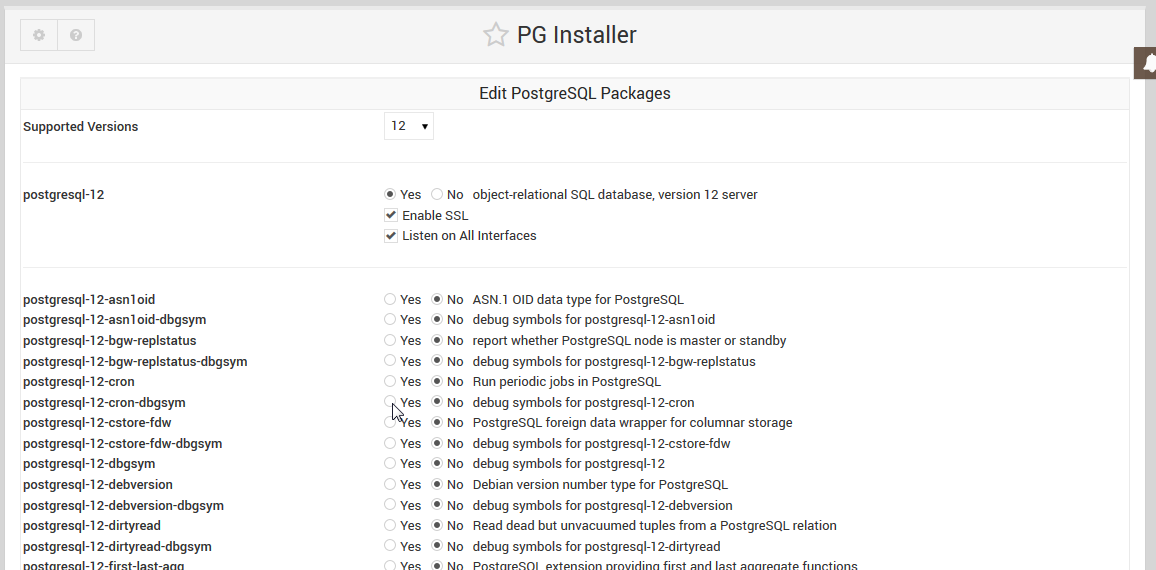 PG Installer
Edit PostgreSQL Packages
Supported Versions 12
postgresql-12 Yes No object-relational SQL database, version 12 server
Enable SSL
Listen on All Interfaces
postgresql-12-asn1oid Yes No ASN.1 OID data type for PostgreSQL
postgresql-12-asn1oid-dbgsym Yes No debug symbols for postgresql-12-asn1oid
postgresql-12-bgw-replstatus Yes No report whether PostgreSQL node is master or standby
postgresql-12-bgw-replstatus-dbgsym Yes No debug symbols for postgresql-12-bgw-replstatus
postgresql-12-cron Yes No Run periodic jobs in PostgreSQL
postgresql-12-cron-dbgsym Yes No debug symbols for postgresql-12-cron
postgresql-12-cstore-fdw Yes No PostgreSQL foreign data wrapper for columnar storage
postgresql-12-cstore-fdw-dbgsym Yes No debug symbols for postgresql-12-cstore-fdw
postgresql-12-dbgsym Yes No debug symbols for postgresql-12
postgresql-12-debversion Yes No Debian version number type for PostgreSQL
postgresql-12-debversion-dbgsym Yes No debug symbols for postgresql-12-debversion
postgresql-12-dirtyread Yes No Read dead but unvacuumed tuples from a PostgreSQL relation
postgresql-12-dirtyread-dbgsym Yes No debug symbols for postgresql-12-dirtyread
postgresql-12-first-last-agg Yes No PostgreSQL extension providing first and last aggregate functions